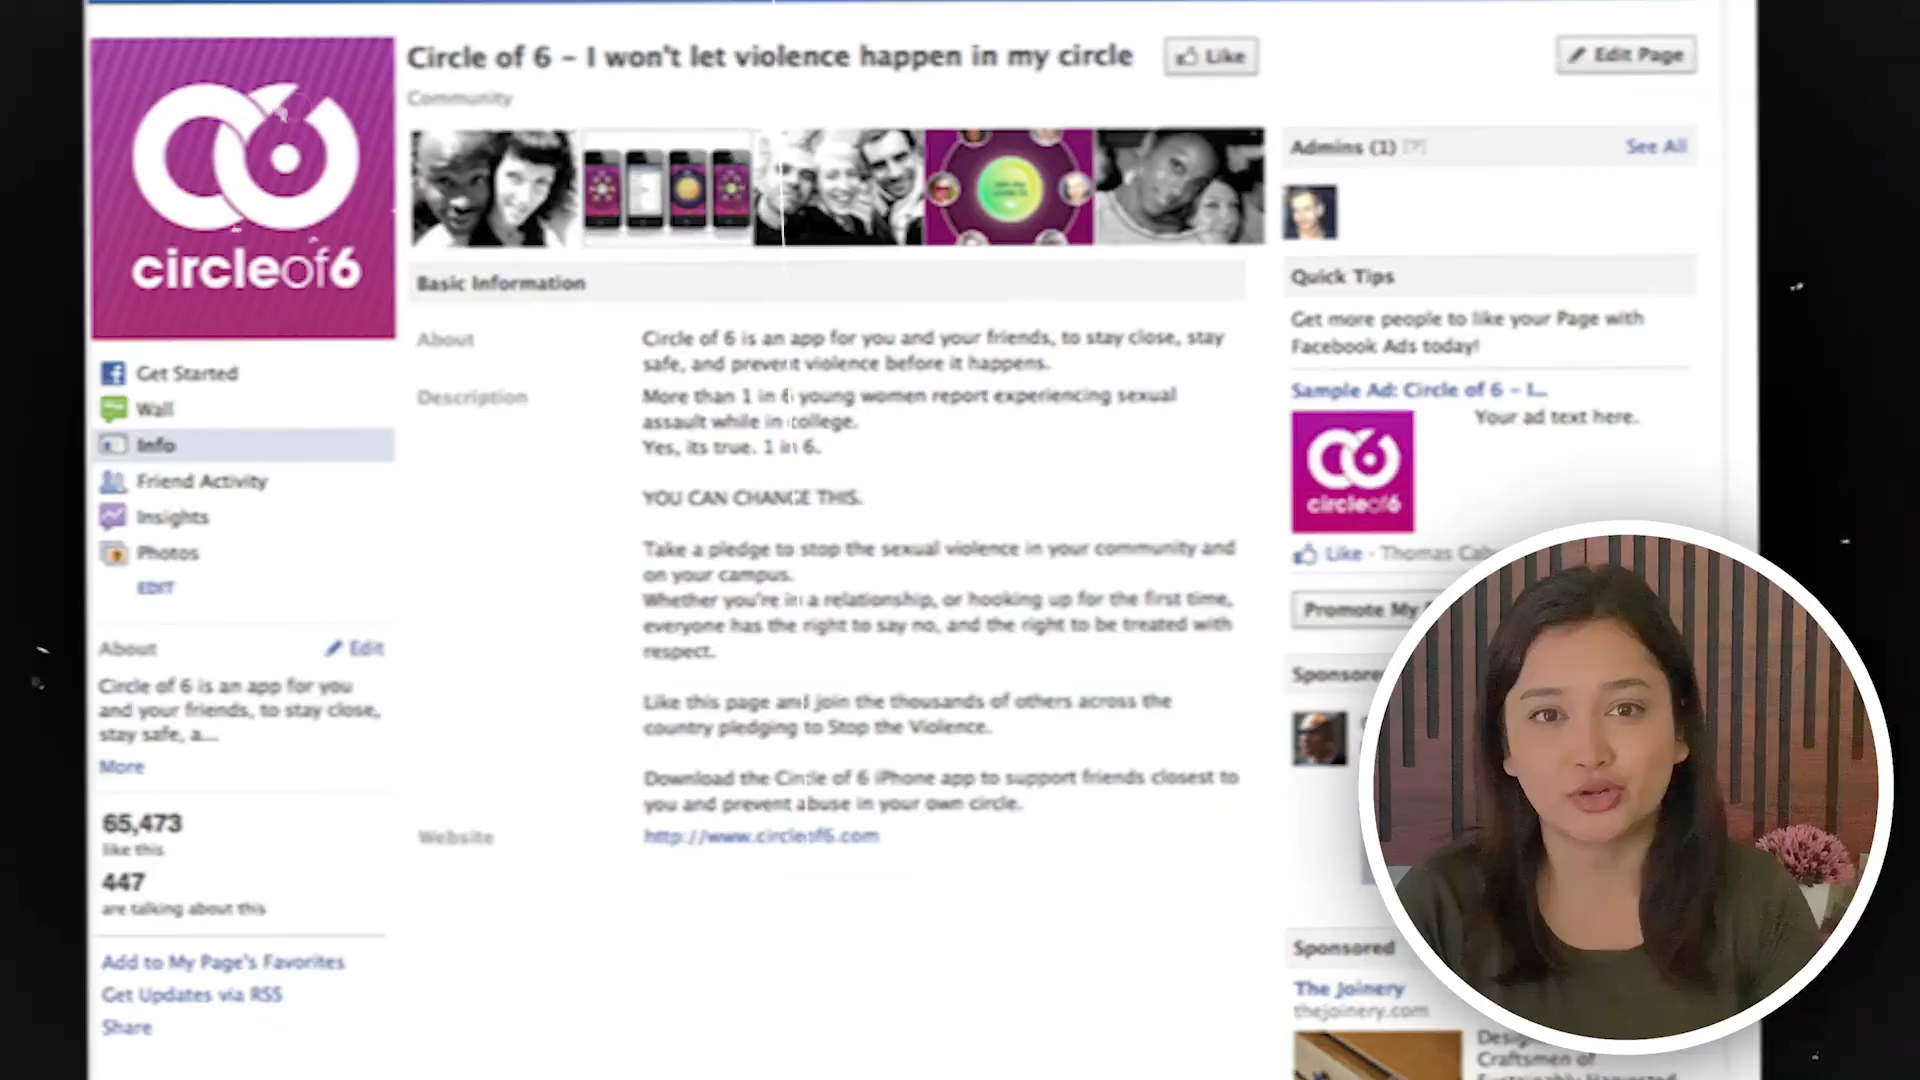 Circle of 6 – I won't let violence happen in my circle
Like
Edit Page
Community
circleof6
Get Started
Wall
Info
Friend Activity
Insights
Photos
EDIT
About
Edit
Circle of 6 is an app for you
and your friends, to stay close,
stay safe, a...
More
65,473
like this
447
are talking about this
Add to My Page's Favorites
Get Updates via RSS
Share
Basic Information
About
Circle of 6 is an app for you and your friends, to stay close, stay
safe, and prevent violence before it happens.
Description
More than 1 in 6 young women report experiencing sexual
assault while in college.
Yes, its true. 1 in 6.
YOU CAN CHANGE THIS.
Take a pledge to stop the sexual violence in your community and
on your campus.
Whether you're in a relationship, or hooking up for the first time,
everyone has the right to say no, and the right to be treated with
respect.
Like this page and join the thousands of others across the
country pledging to Stop the Violence.
Download the Circle of 6 iPhone app to support friends closest to
you and prevent abuse in your own circle.
Website
http://www.circleof6.com
Admins (1) [?]
See All
Quick Tips
Get more people to like your Page with
Facebook Ads today!
Sample Ad: Circle of 6 – I...
Your ad text here.
circleof6
Like · Thomas
Promote My
Sponsored
The Joinery
thejoinery.com
Craftsmen of